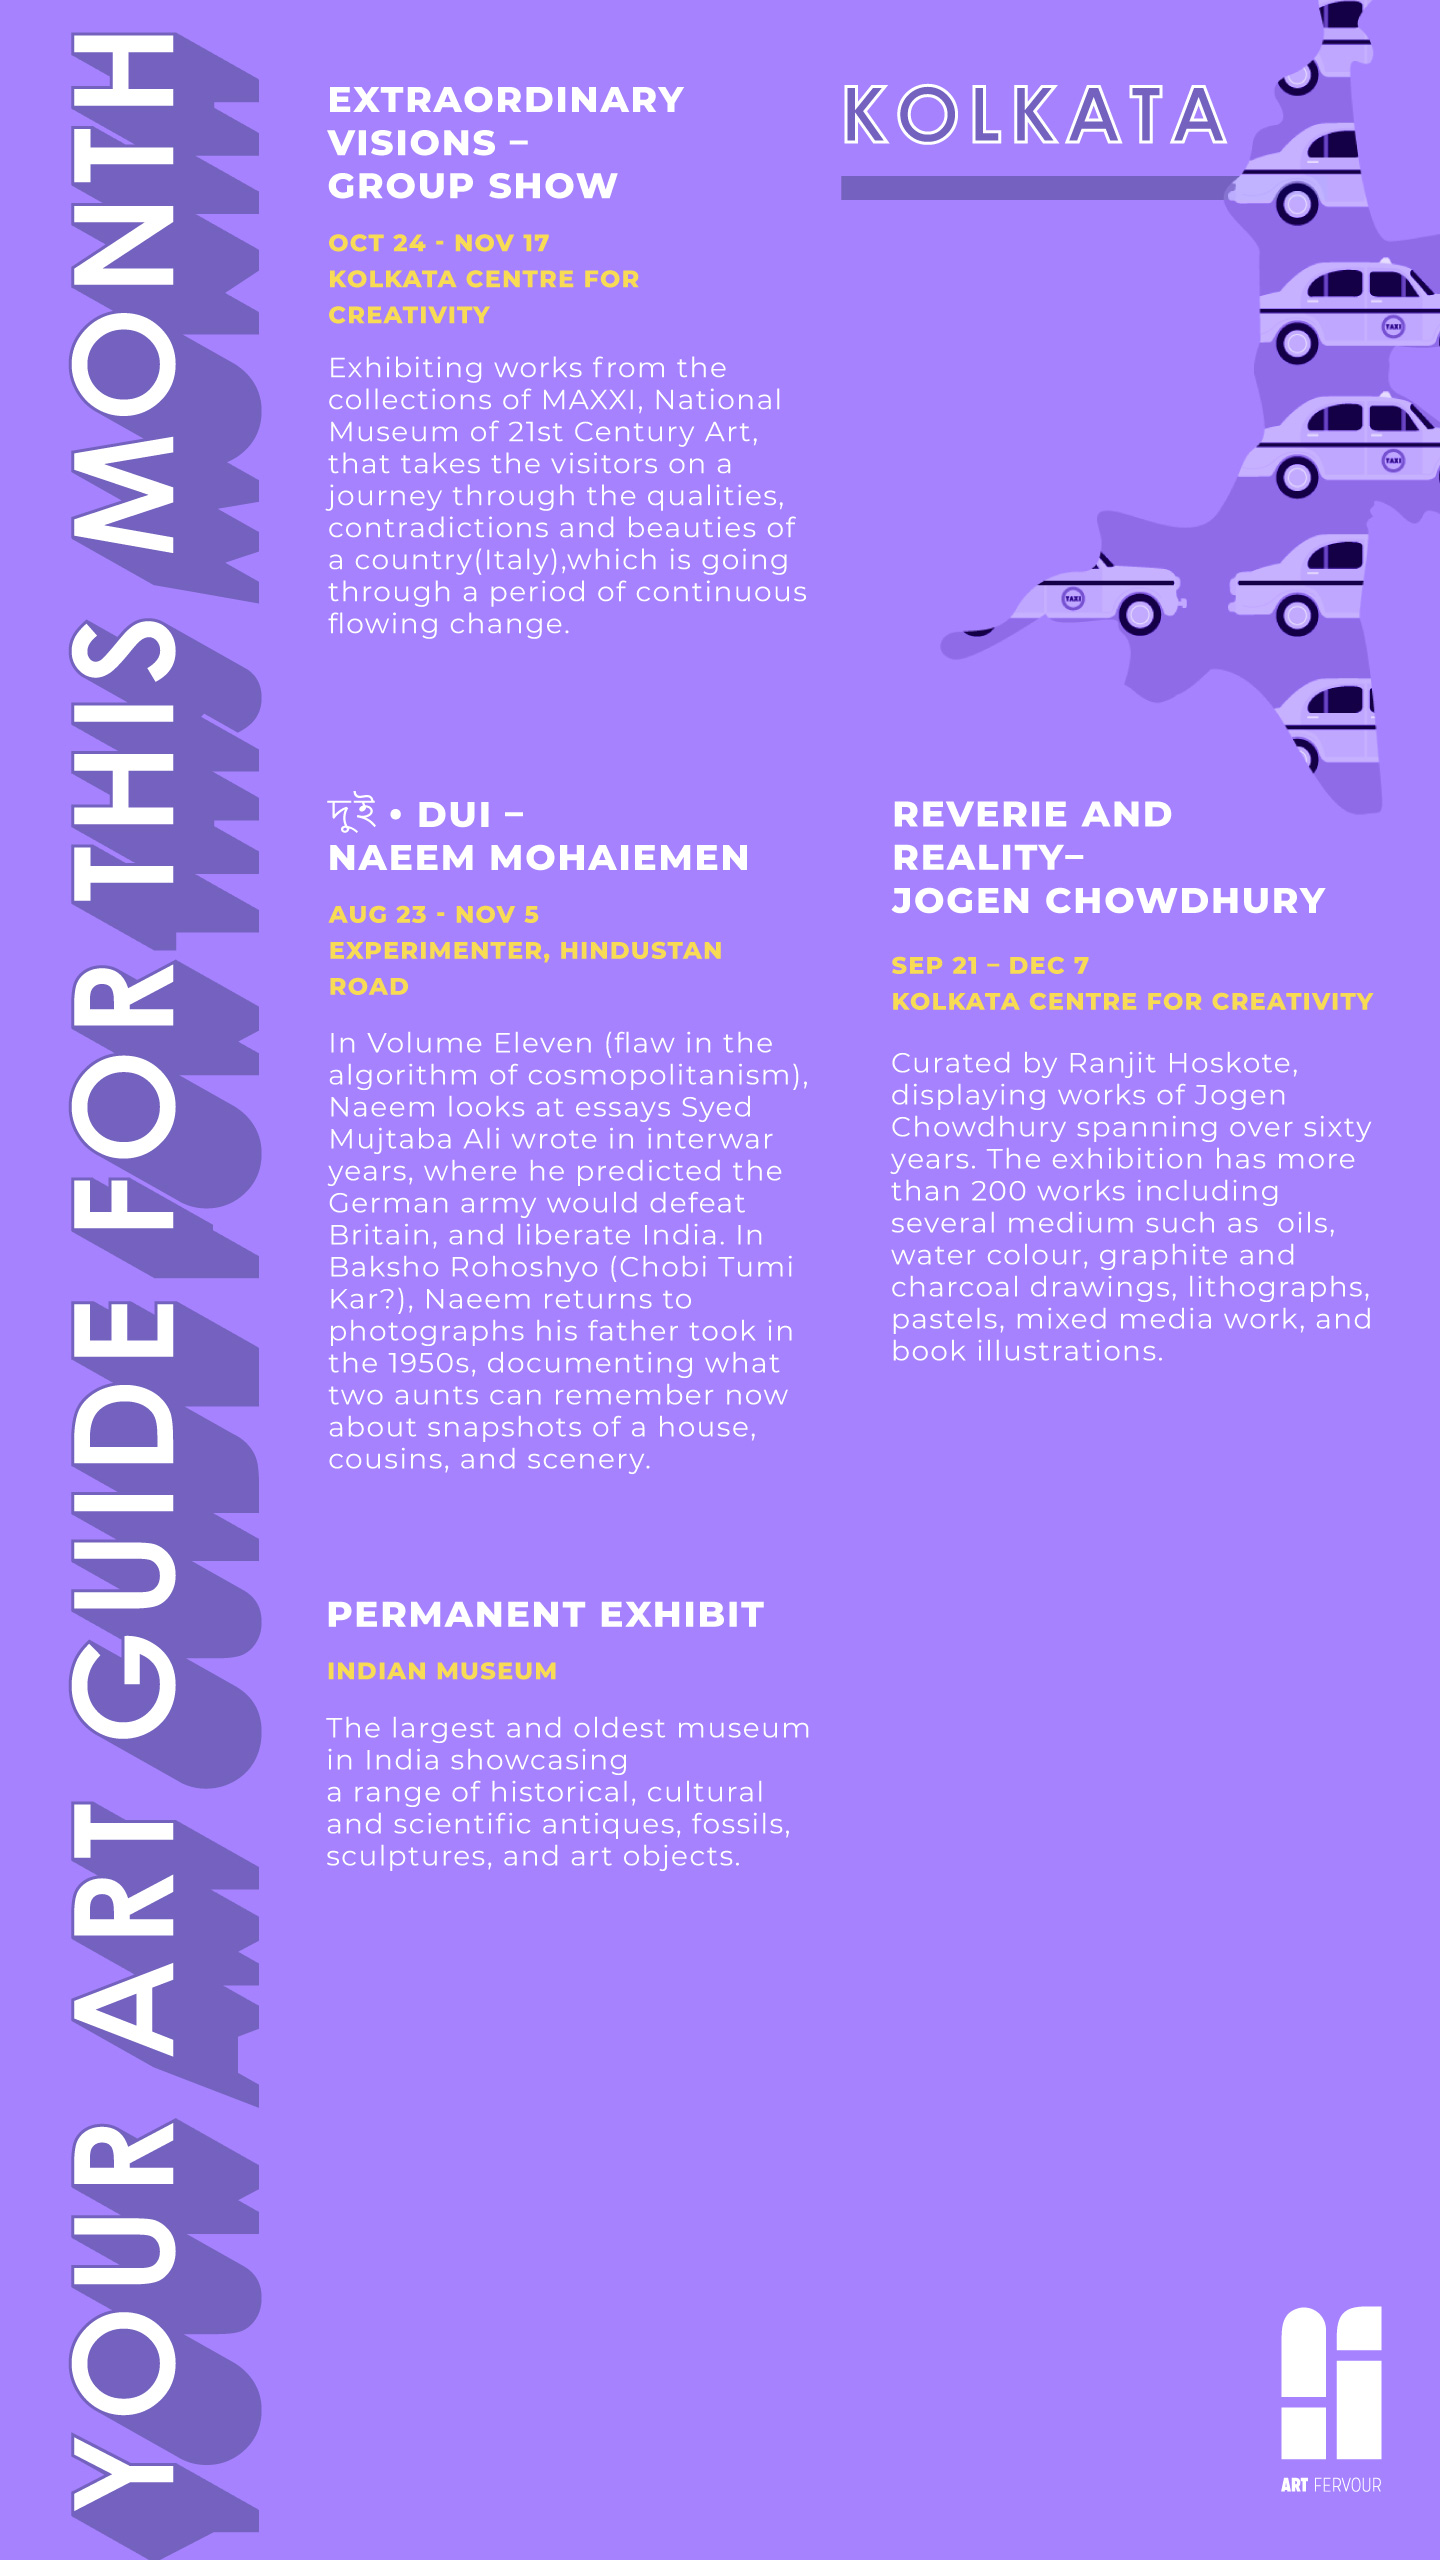 YOUR ART GUIDE FOR THIS MONTH
KOLKATA
EXTRAORDINARY
VISIONS –
GROUP SHOW
OCT 24 - NOV 17
KOLKATA CENTRE FOR
CREATIVITY
Exhibiting works from the
collections of MAXXI, National
Museum of 21st Century Art,
that takes the visitors on a
journey through the qualities,
contradictions and beauties of
a country(Italy),which is going
through a period of continuous
flowing change.
TAXI
TAXI
TAXI
দুই • DUI –
NAEEM MOHAIEMEN
AUG 23 - NOV 5
EXPERIMENTER, HINDUSTAN
ROAD
In Volume Eleven (flaw in the
algorithm of cosmopolitanism),
Naeem looks at essays Syed
Mujtaba Ali wrote in interwar
years, where he predicted the
German army would defeat
Britain, and liberate India. In
Baksho Rohoshyo (Chobi Tumi
Kar?), Naeem returns to
photographs his father took in
the 1950s, documenting what
two aunts can remember now
about snapshots of a house,
cousins, and scenery.
REVERIE AND
REALITY–
JOGEN CHOWDHURY
SEP 21 – DEC 7
KOLKATA CENTRE FOR CREATIVITY
Curated by Ranjit Hoskote,
displaying works of Jogen
Chowdhury spanning over sixty
years. The exhibition has more
than 200 works including
several medium such as  oils,
water colour, graphite and
charcoal drawings, lithographs,
pastels, mixed media work, and
book illustrations.
PERMANENT EXHIBIT
INDIAN MUSEUM
The largest and oldest museum
in India showcasing
a range of historical, cultural
and scientific antiques, fossils,
sculptures, and art objects.
ART FERVOUR